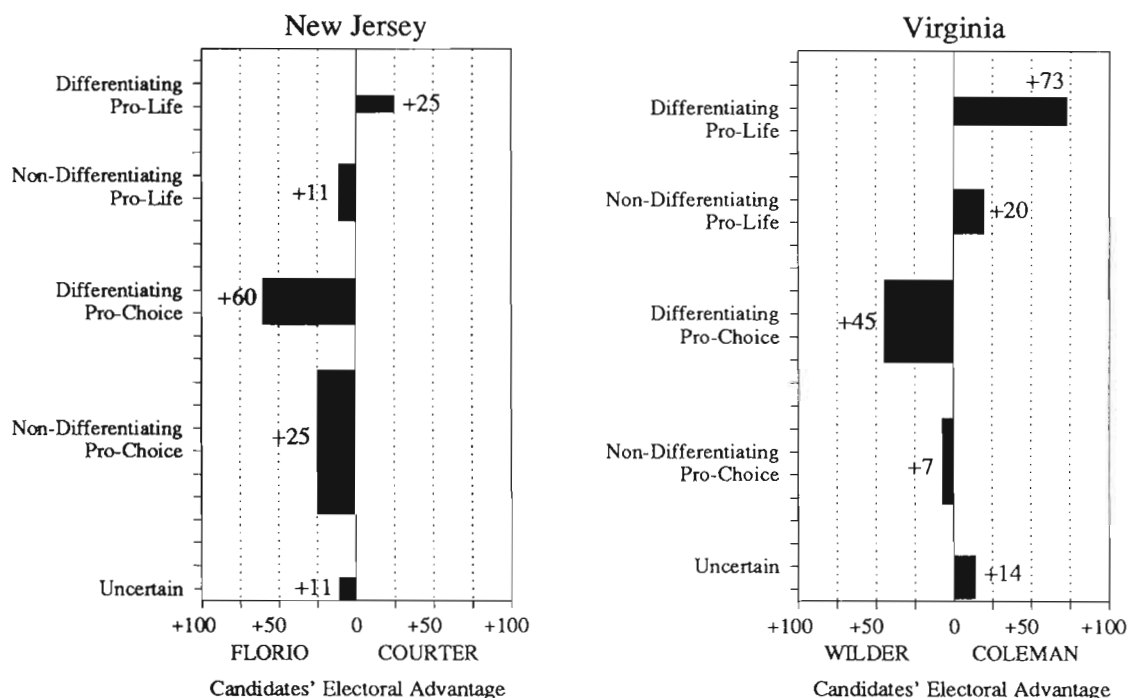 New Jersey
Differentiating
Pro-Life
+25
Non-Differentiating
Pro-Life
+11
Differentiating
Pro-Choice
+60
Non-Differentiating
Pro-Choice
+25
Uncertain
+11
+100 +50 0 +50 +100
FLORIO COURTER
Candidates' Electoral Advantage
Virginia
+73
Differentiating
Pro-Life
Non-Differentiating
Pro-Life
+20
Differentiating
Pro-Choice
+45
Non-Differentiating
Pro-Choice
+7
Uncertain
+14
+100 +50 0 +50 +100
WILDER COLEMAN
Candidates' Electoral Advantage